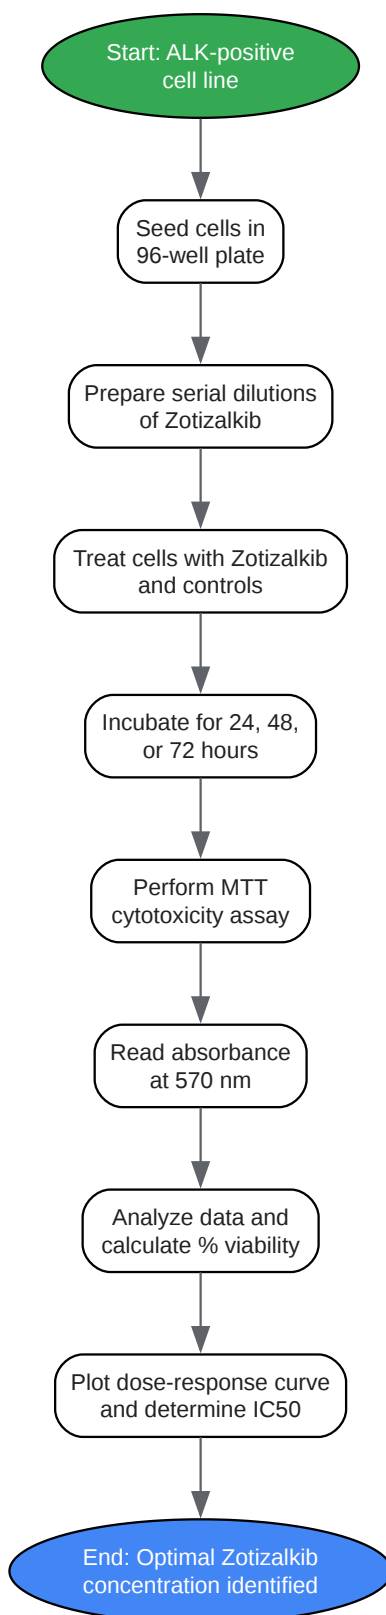 Start: ALK-positive
cell line
Seed cells in
96-well plate
Prepare serial dilutions
of Zotizalkib
Treat cells with Zotizalkib
and controls
Incubate for 24, 48,
or 72 hours
Perform MTT
cytotoxicity assay
Read absorbance
at 570 nm
Analyze data and
calculate % viability
Plot dose-response curve
and determine IC50
End: Optimal Zotizalkib
concentration identified